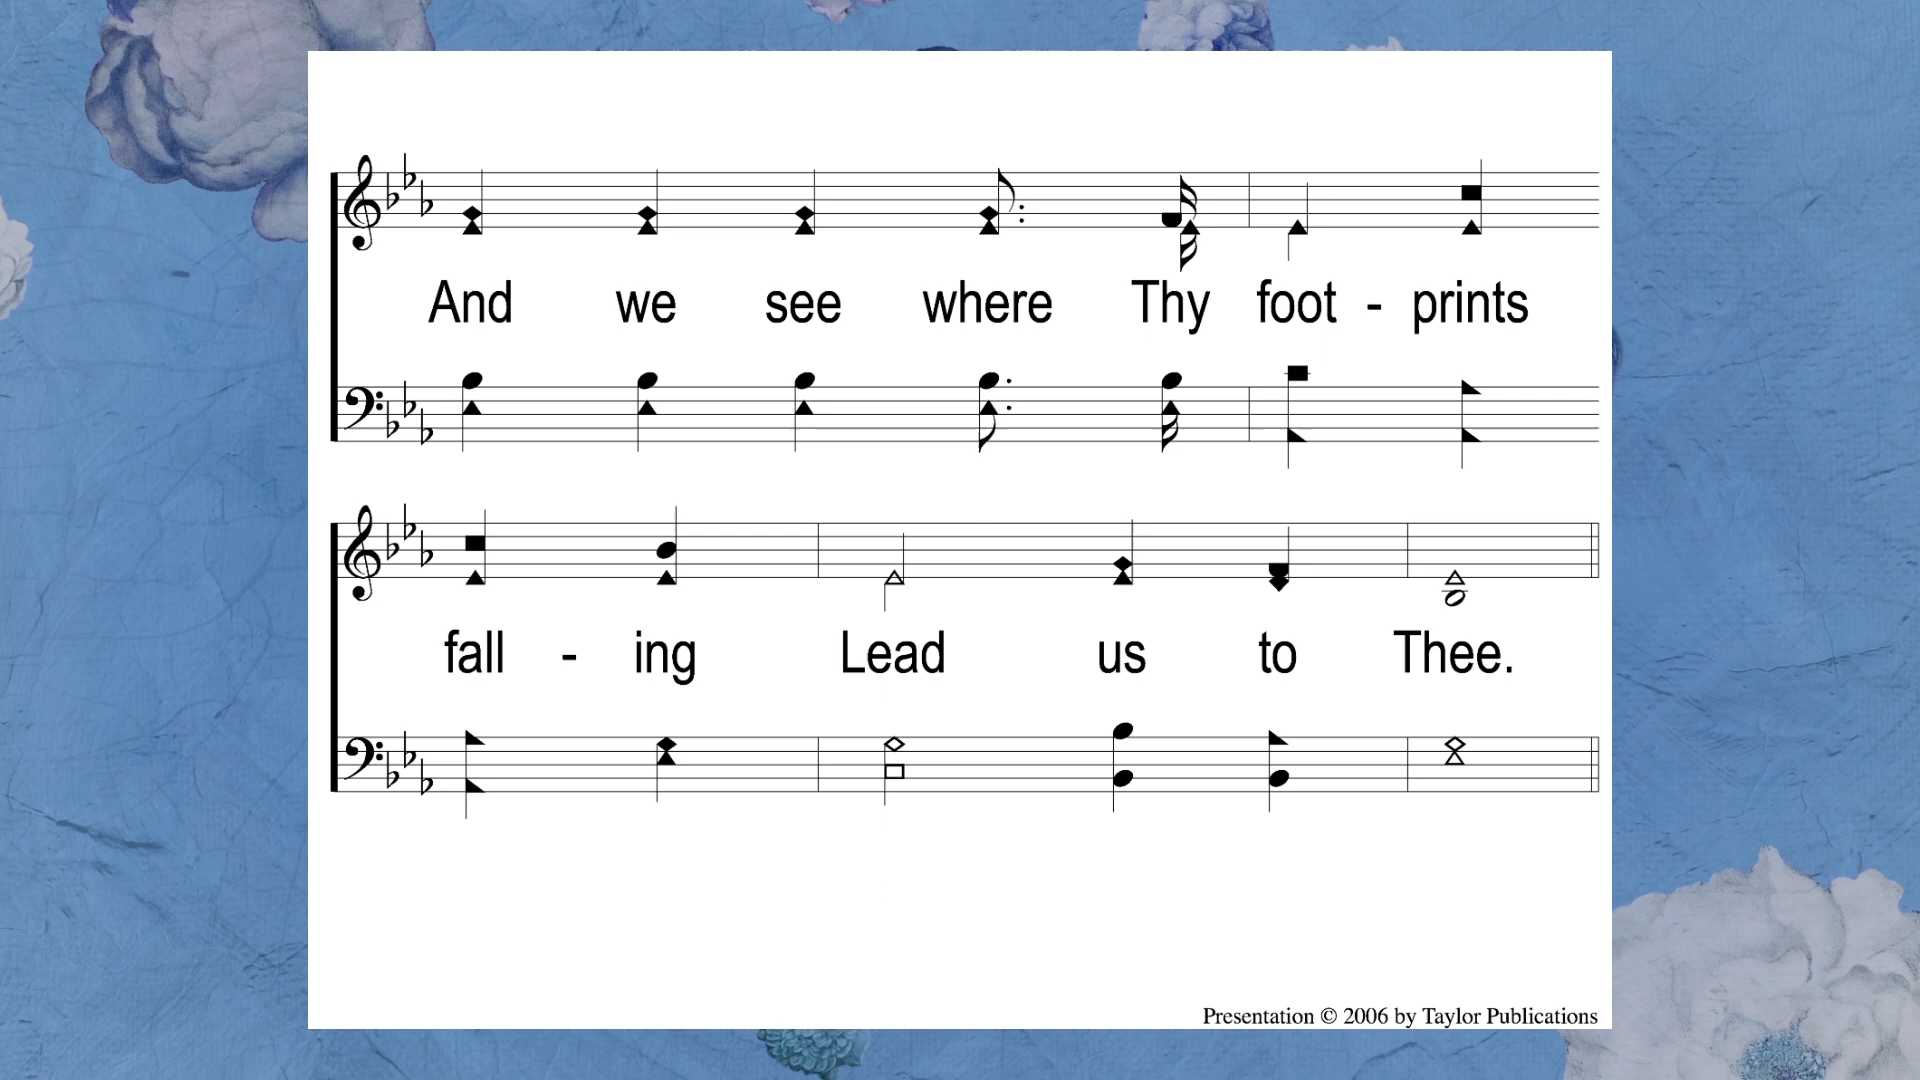 And we see where Thy foot - prints
fall - ing Lead us to Thee.
Presentation © 2006 by Taylor Publications